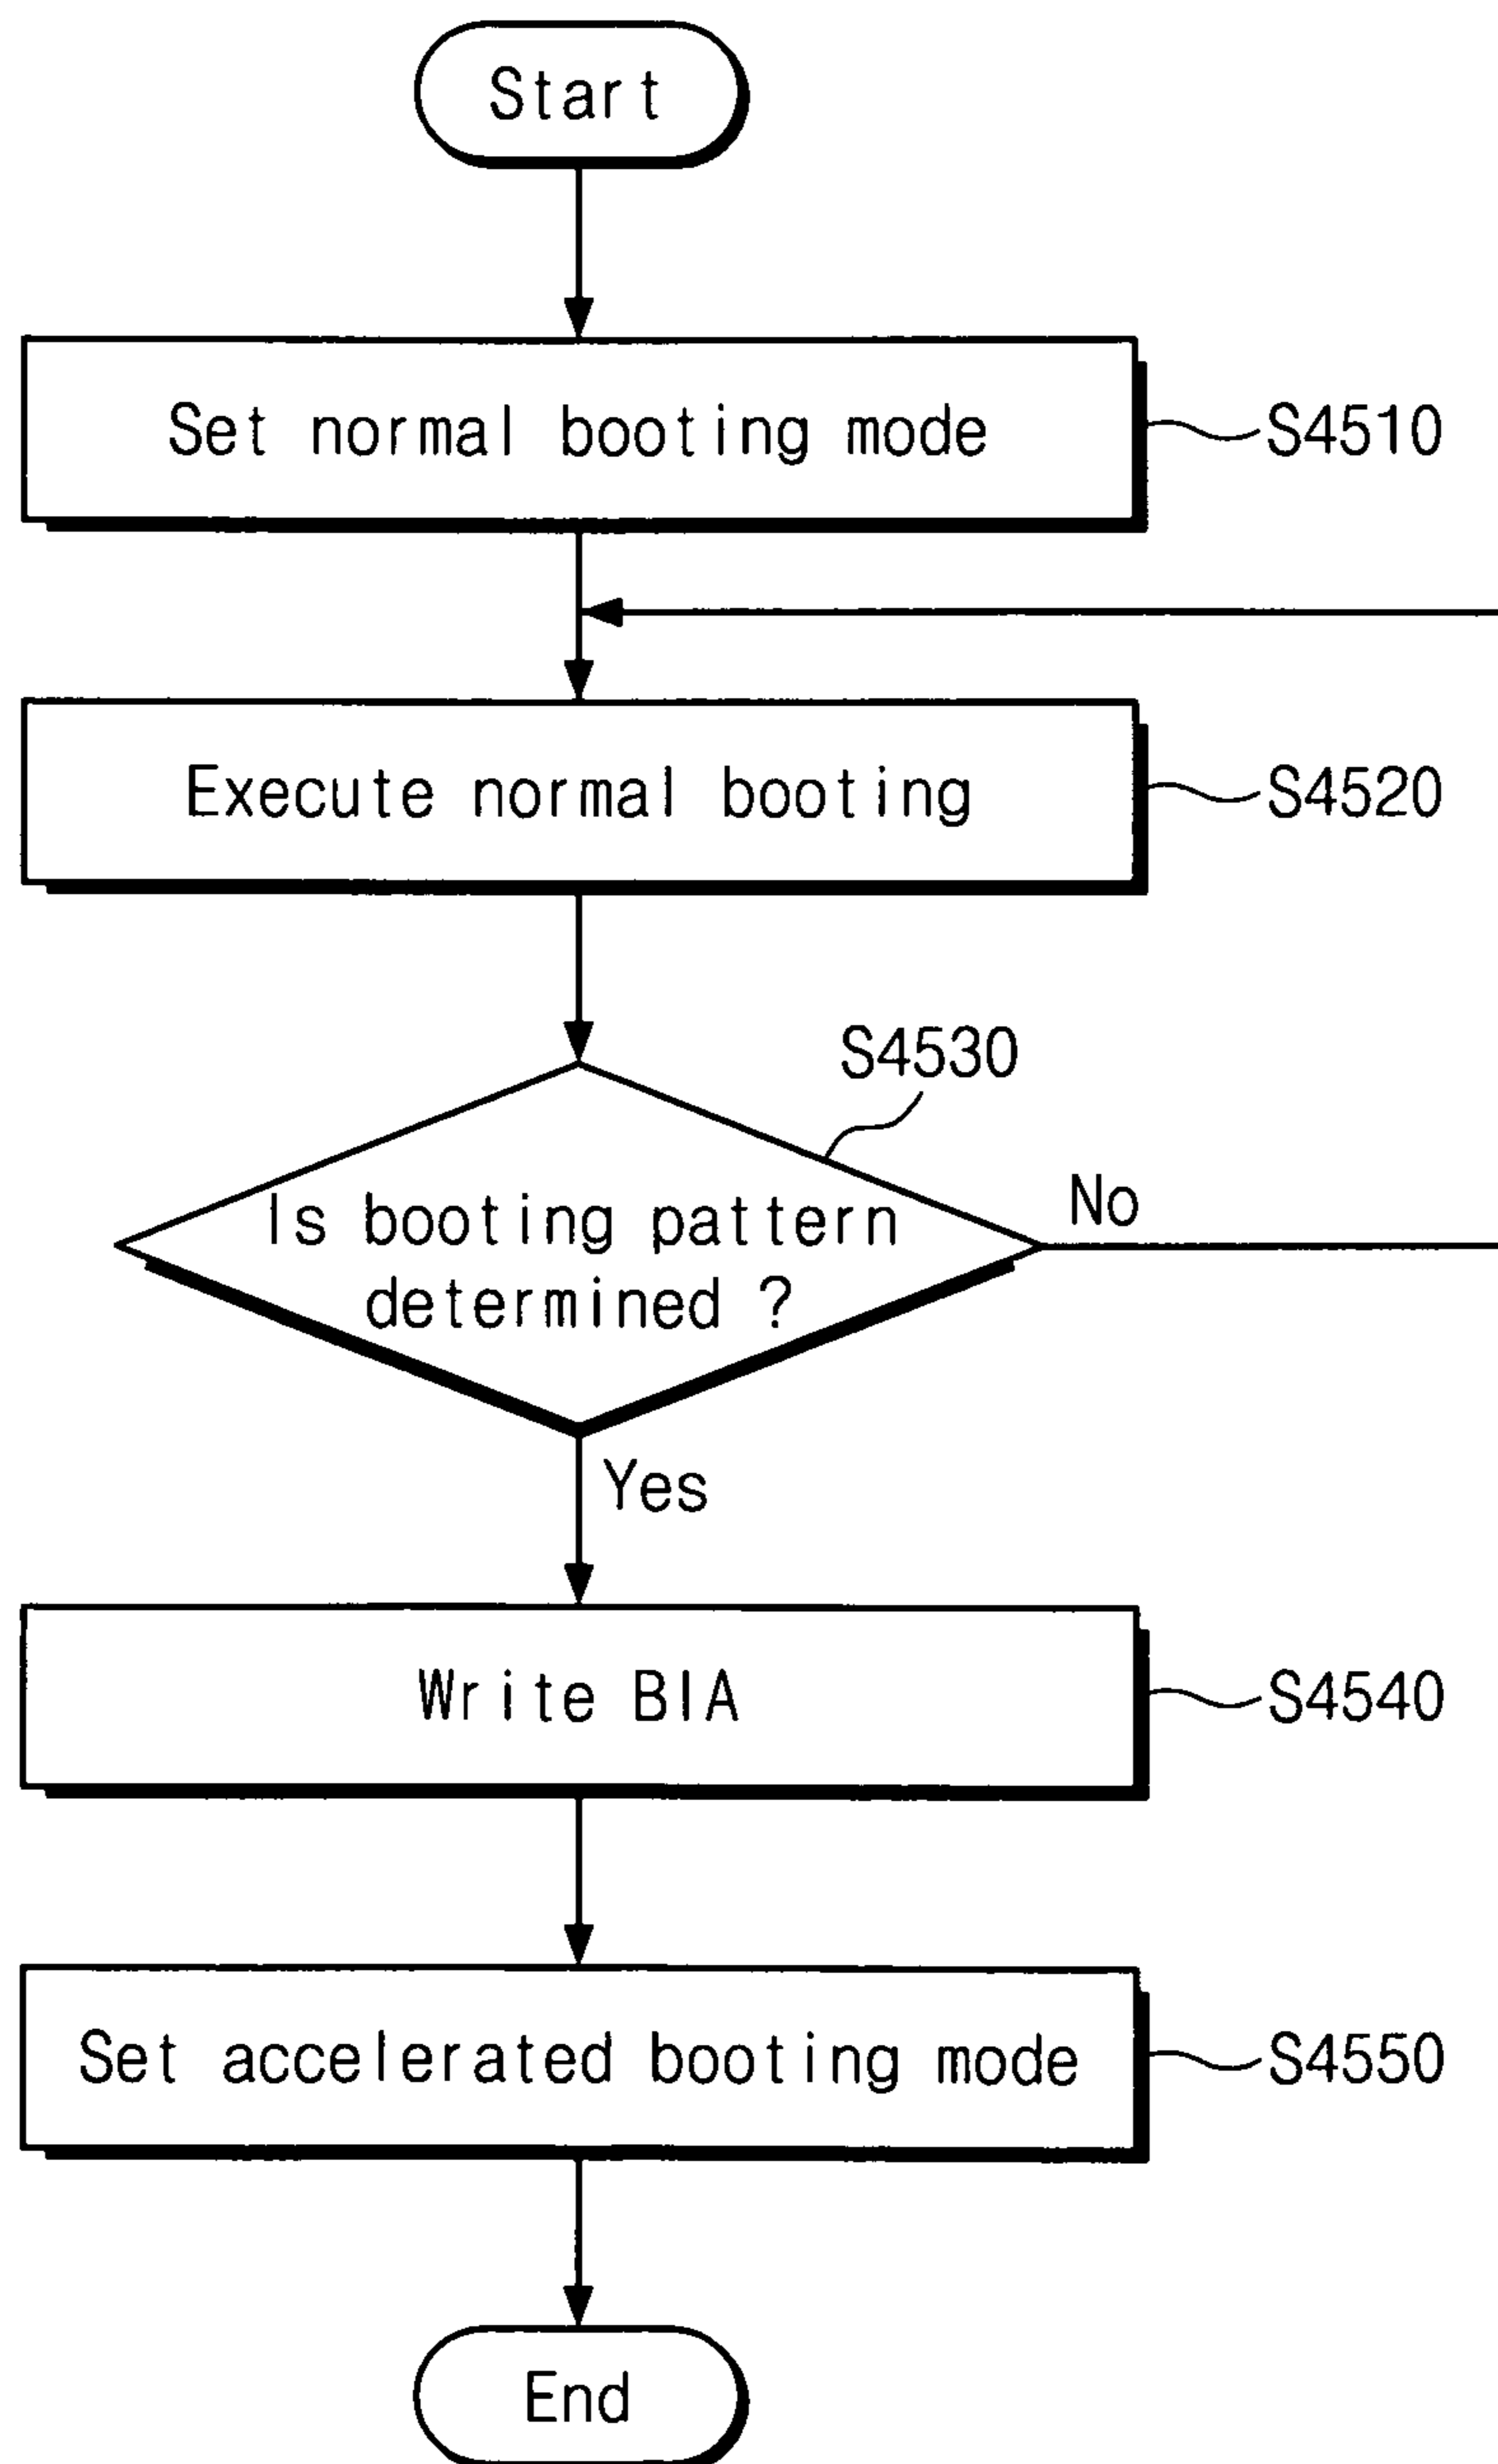 Start
Set normal booting mode
S4510
Execute normal booting
S4520
S4530
Is booting pattern
determined ?
No
Yes
Write BIA
S4540
Set accelerated booting mode
S4550
End